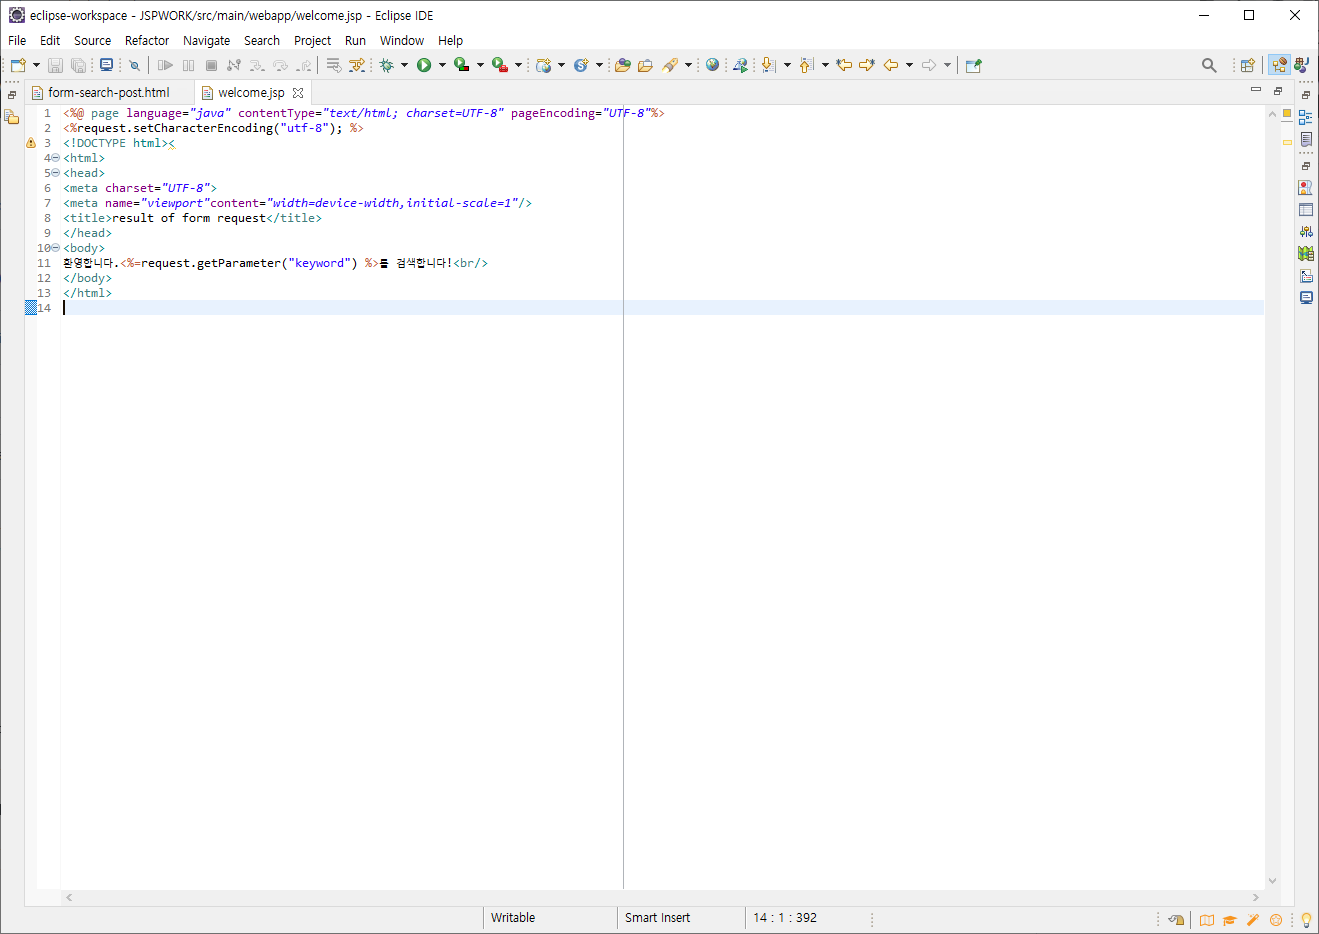 eclipse-workspace - JSPWORK/src/main/webapp/welcome.jsp - Eclipse IDE
File Edit Source Refactor Navigate Search Project Run Window Help
form-search-post.html welcome.jsp
1 <%@ page language="java" contentType="text/html; charset=UTF-8" pageEncoding="UTF-8"%>
2 <%request.setCharacterEncoding("utf-8"); %>
3 <!DOCTYPE html><
4 <html>
5 <head>
6 <meta charset="UTF-8">
7 <meta name="viewport"content="width=device-width,initial-scale=1"/>
8 <title>result of form request</title>
9 </head>
10 <body>
11 환영합니다.<%=request.getParameter("keyword") %>를 검색합니다!<br/>
12 </body>
13 </html>
14
Writable Smart Insert 14 : 1 : 392